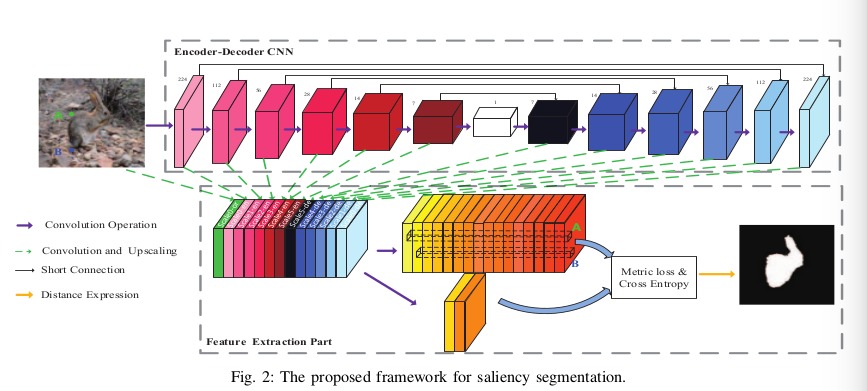 Encoder-Decoder CNN
224
112
56
28
14
7
1
7
14
28
56
112
224
B
Convolution Operation
Convolution and Upscaling
Short Connection
Distance Expression
A
B
Metric loss &
Cross Entropy
Feature Extraction Part
Fig. 2: The proposed framework for saliency segmentation.